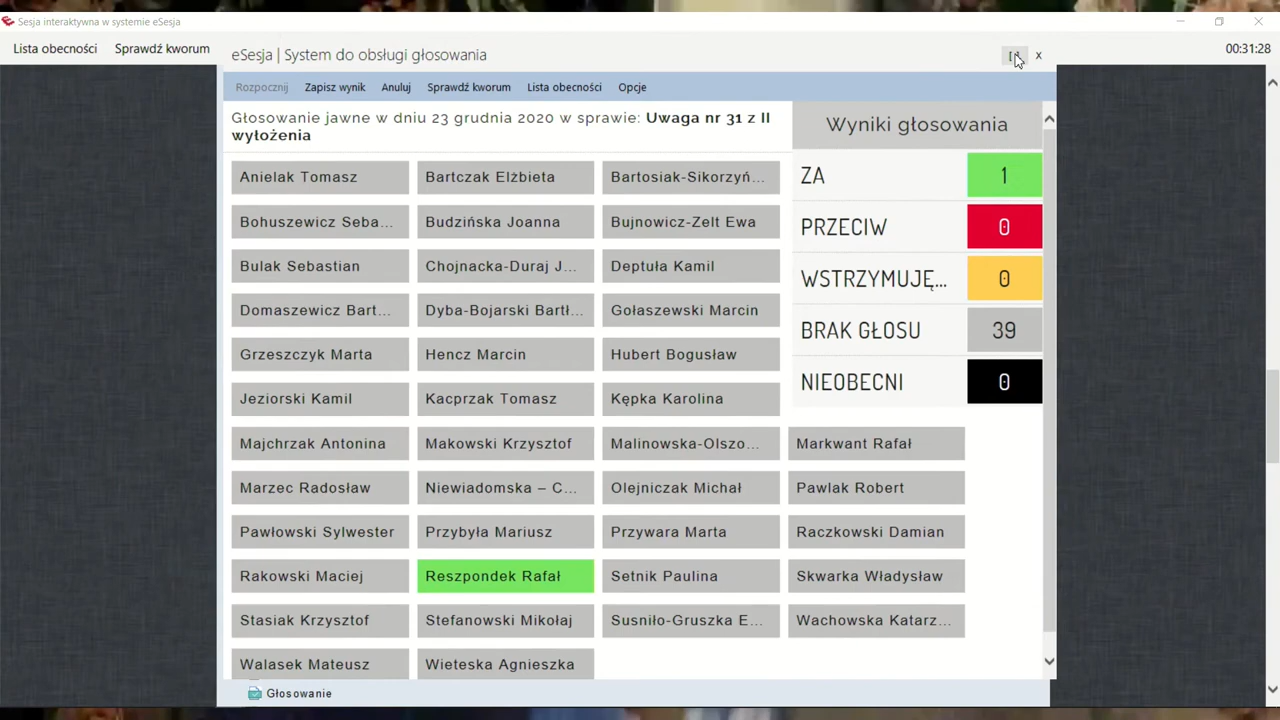 Sesja interaktywna w systemie eSesja
Lista obecności Sprawdź kworum 00:31:28
eSesja | System do obsługi głosowania x
Rozpocznij Zapisz wynik Anuluj Sprawdź kworum Lista obecności Opcje
Głosowanie jawne w dniu 23 grudnia 2020 w sprawie: Uwaga nr 31 z II
wyłożenia
Wyniki głosowania
ZA 1
PRZECIW 0
WSTRZYMUJĘ... 0
BRAK GŁOSU 39
NIEOBECNI 0
Anielak Tomasz Bartczak Elżbieta Bartosiak-Sikorzyń...
Bohuszewicz Seba... Budzińska Joanna Bujnowicz-Zelt Ewa
Bulak Sebastian Chojnacka-Duraj J... Deptuła Kamil
Domaszewicz Bart... Dyba-Bojarski Bartł... Gołaszewski Marcin
Grzeszczyk Marta Hencz Marcin Hubert Bogusław
Jeziorski Kamil Kacprzak Tomasz Kępka Karolina
Majchrzak Antonina Makowski Krzysztof Malinowska-Olszo... Markwant Rafał
Marzec Radosław Niewiadomska – C... Olejniczak Michał Pawlak Robert
Pawłowski Sylwester Przybyła Mariusz Przywara Marta Raczkowski Damian
Rakowski Maciej Reszpondek Rafał Setnik Paulina Skwarka Władysław
Stasiak Krzysztof Stefanowski Mikołaj Susniło-Gruszka E... Wachowska Katarz...
Walasek Mateusz Wieteska Agnieszka
Głosowanie